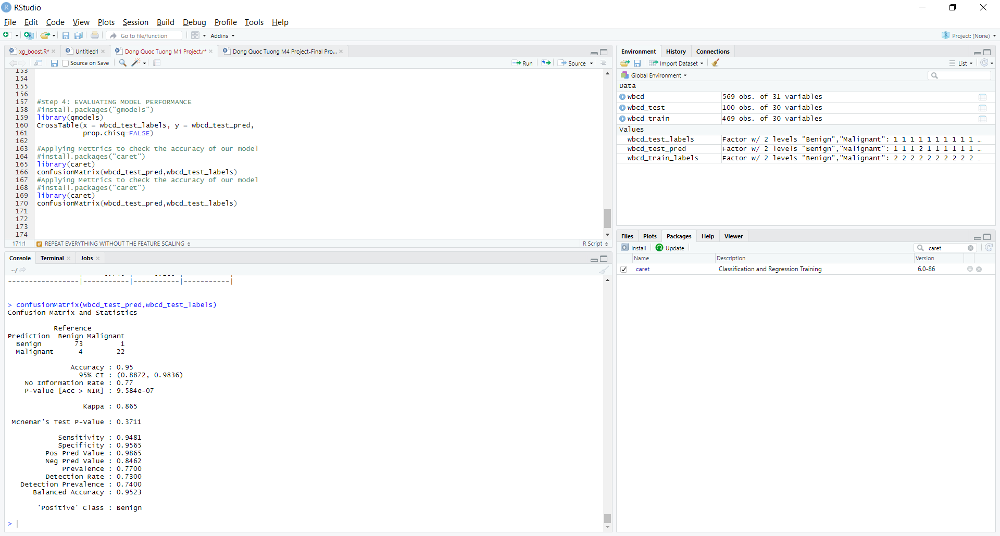 RStudio
File Edit Code View Plots Session Build Debug Profile Tools Help
Go to file/function Addins Project: (None)
xg_boost.R* Untitled1 Dong Quoc Tuong M1 Project.r* Dong Quoc Tuong M4 Project-Final Pro...
Source on Save Run Source
153
154
155
156
157 #Step 4: EVALUATING MODEL PERFORMANCE
158 #install.packages("gmodels")
159 library(gmodels)
160 CrossTable(x = wbcd_test_labels, y = wbcd_test_pred,
161 prop.chisq=FALSE)
162
163 #Applying Mettrics to check the accuracy of our model
164 #install.packages("caret")
165 library(caret)
166 confusionMatrix(wbcd_test_pred,wbcd_test_labels)
167 #Applying Mettrics to check the accuracy of our model
168 #install.packages("caret")
169 library(caret)
170 confusionMatrix(wbcd_test_pred,wbcd_test_labels)
171
172
173
174
171:1 # REPEAT EVERYTHING WITHOUT THE FEATURE SCALING R Script
Console Terminal Jobs
~/
-----------------|-----------|-----------|-----------|
> confusionMatrix(wbcd_test_pred,wbcd_test_labels)
Confusion Matrix and Statistics
Reference
Prediction Benign Malignant
Benign 73 1
Malignant 4 22
Accuracy : 0.95
95% CI : (0.8872, 0.9836)
No Information Rate : 0.77
P-Value [Acc > NIR] : 9.584e-07
Kappa : 0.865
Mcnemar's Test P-Value : 0.3711
Sensitivity : 0.9481
Specificity : 0.9565
Pos Pred Value : 0.9865
Neg Pred Value : 0.8462
Prevalence : 0.7700
Detection Rate : 0.7300
Detection Prevalence : 0.7400
Balanced Accuracy : 0.9523
'Positive' Class : Benign
>
Environment History Connections
Import Dataset List
Global Environment
Data
wbcd 569 obs. of 31 variables
wbcd_test 100 obs. of 30 variables
wbcd_train 469 obs. of 30 variables
Values
wbcd_test_labels Factor w/ 2 levels "Benign","Malignant": 1 1 1 1 1 1 1 1 1 1 …
wbcd_test_pred Factor w/ 2 levels "Benign","Malignant": 1 1 1 2 1 1 1 1 1 1 …
wbcd_train_labels Factor w/ 2 levels "Benign","Malignant": 2 2 2 2 2 2 2 2 2 2 …
Files Plots Packages Help Viewer
Install Update caret
Name Description Version
caret Classification and Regression Training 6.0-86